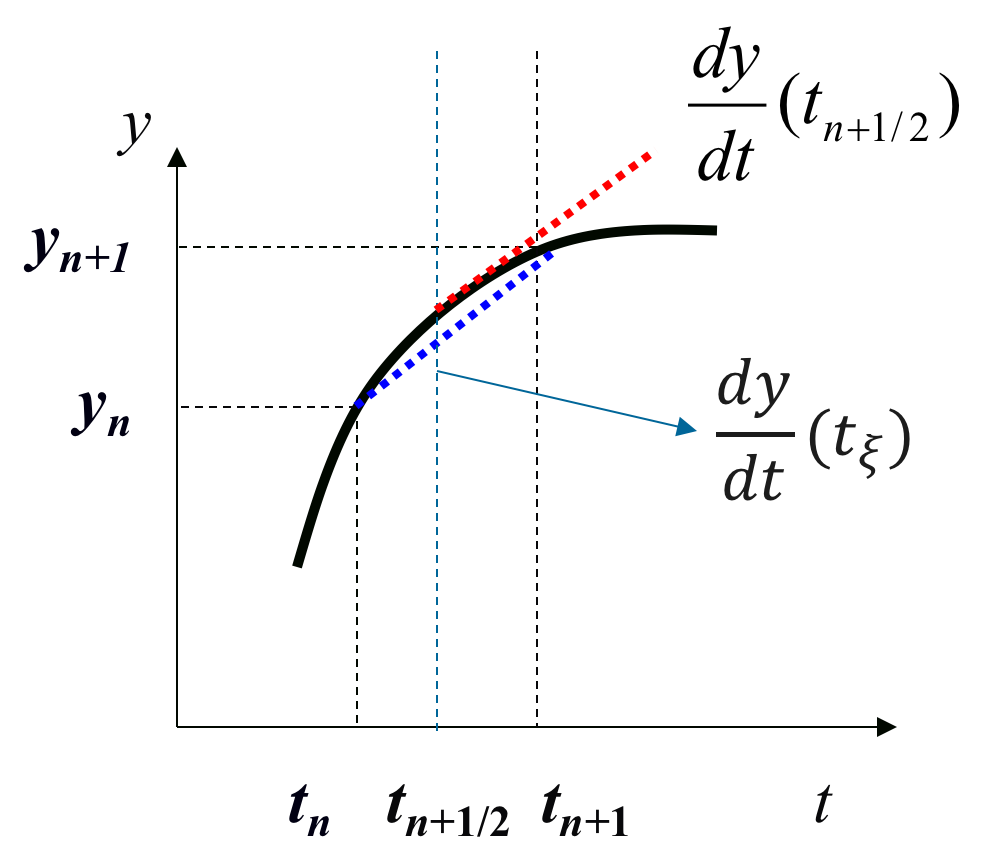 dy/dt (t_{n+1/2})
y
y_{n+1}
y_n
dy/dt (t_ξ)
t_n t_{n+1/2} t_{n+1} t